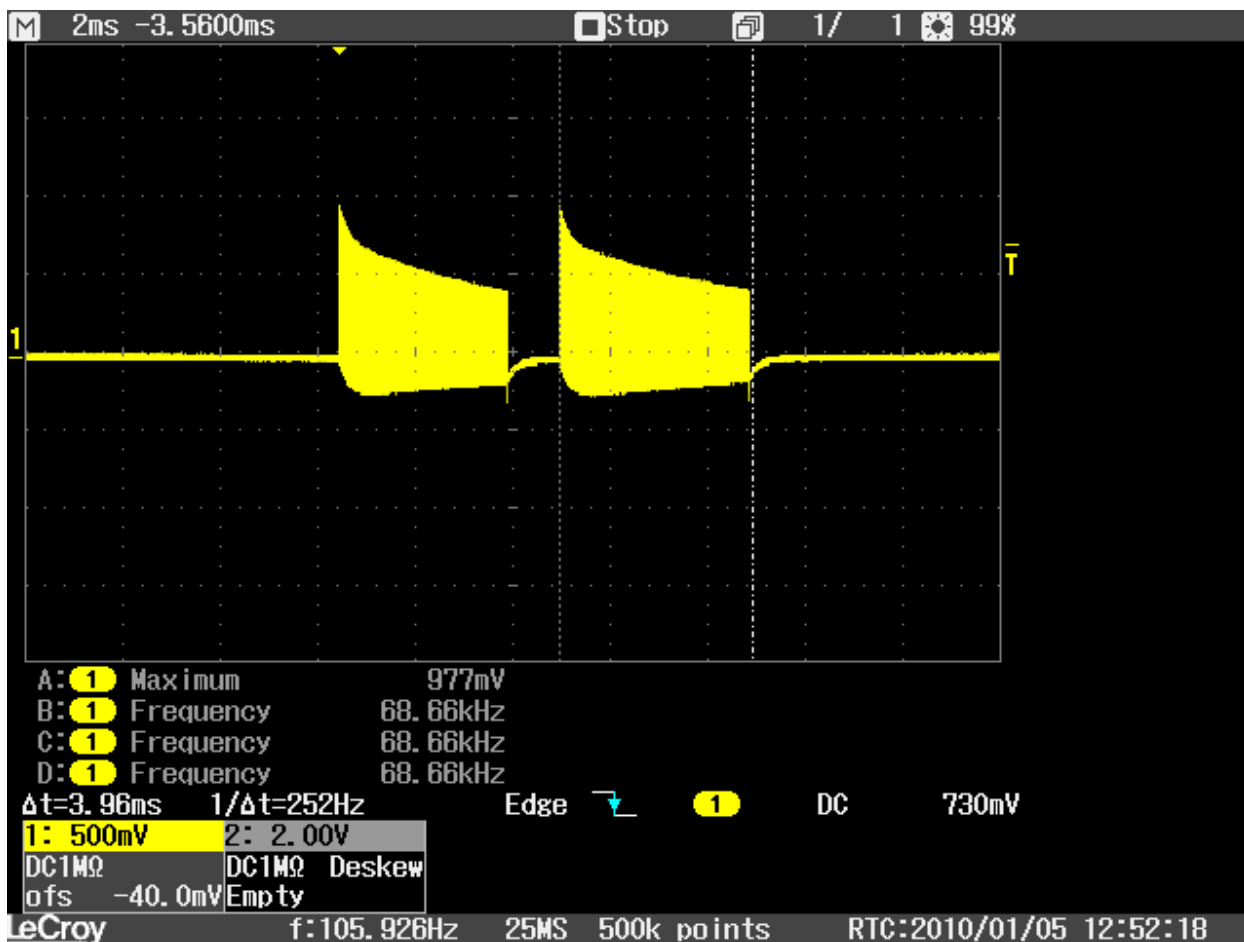 M 2ms -3.5600ms Stop 1/ 1 99%
T
1
A: 1 Maximum 977mV
B: 1 Frequency 68.66kHz
C: 1 Frequency 68.66kHz
D: 1 Frequency 68.66kHz
Δt=3.96ms 1/Δt=252Hz Edge 1 DC 730mV
1: 500mV 2: 2.00V
DC1MΩ DC1MΩ Deskew
ofs -40.0mV Empty
LeCroy f:105.926Hz 25MS 500k points RTC:2010/01/05 12:52:18